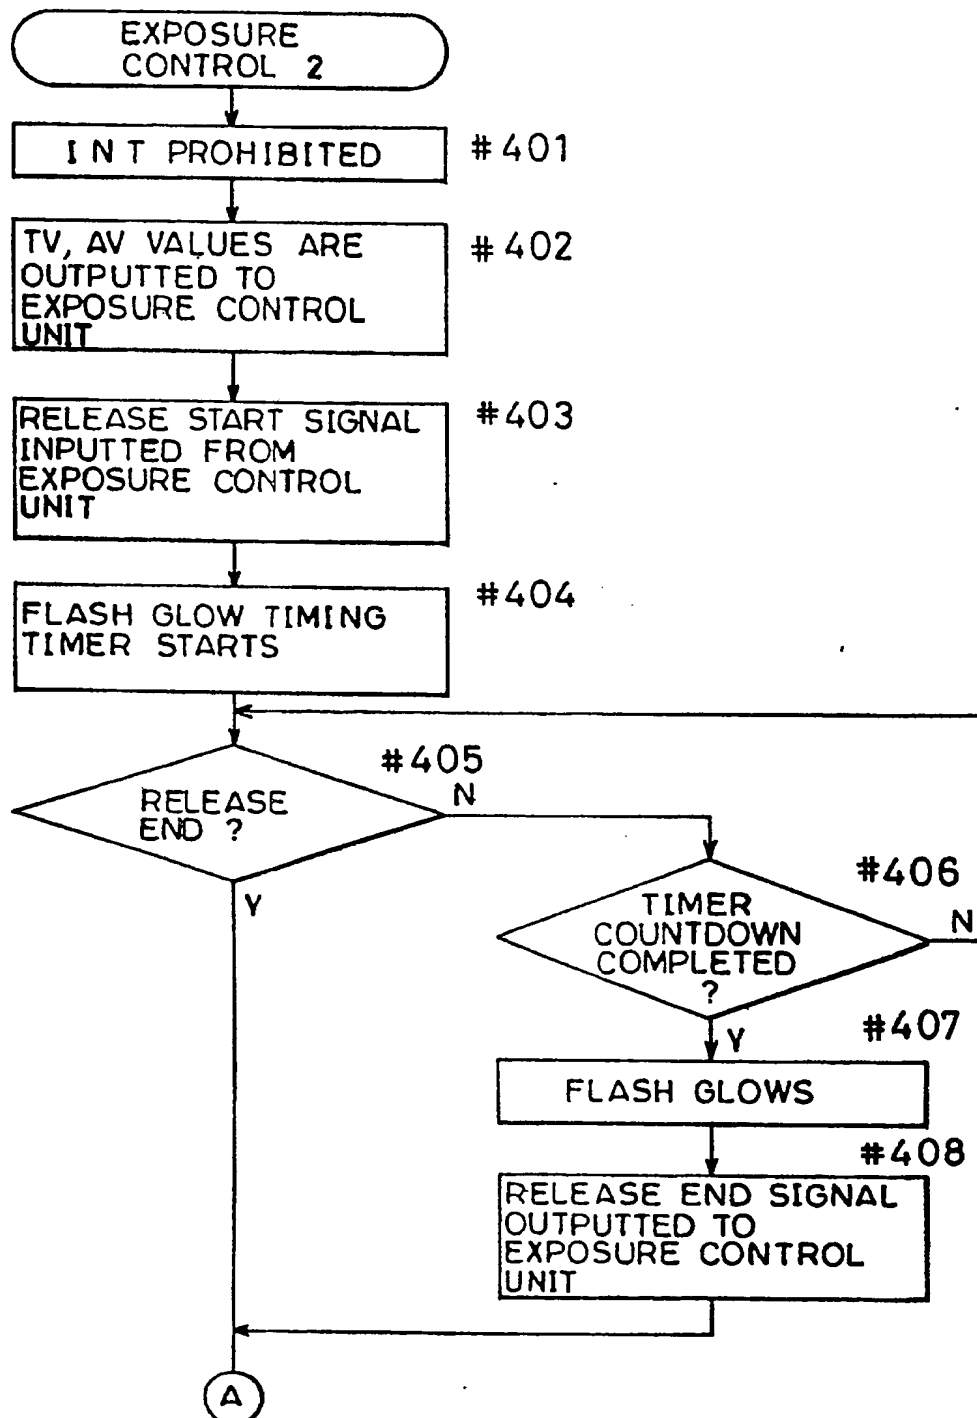 EXPOSURE
CONTROL 2
INT PROHIBITED
#401
TV, AV VALUES ARE
OUTPUTTED TO
EXPOSURE CONTROL
UNIT
#402
RELEASE START SIGNAL
INPUTTED FROM
EXPOSURE CONTROL
UNIT
#403
FLASH GLOW TIMING
TIMER STARTS
#404
#405
RELEASE
END ?
N
Y
#406
TIMER
COUNTDOWN
COMPLETED
?
N
Y
#407
FLASH GLOWS
#408
RELEASE END SIGNAL
OUTPUTTED TO
EXPOSURE CONTROL
UNIT
A